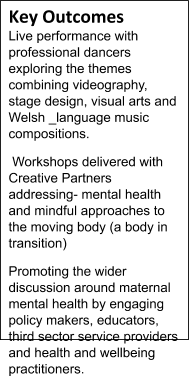 Key Outcomes
Live performance with
professional dancers
exploring the themes
combining videography,
stage design, visual arts and
Welsh _language music
compositions.
Workshops delivered with
Creative Partners
addressing- mental health
and mindful approaches to
the moving body (a body in
transition)
Promoting the wider
discussion around maternal
mental health by engaging
policy makers, educators,
third sector service providers
and health and wellbeing
practitioners.